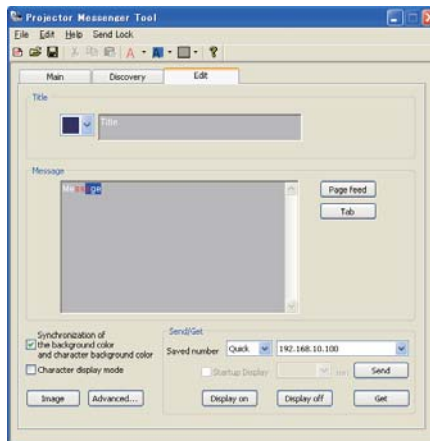 Projector Messenger Tool
File Edit Help Send Lock
A A ?
Main Discovery Edit
Title
Title
Message
Message
Page feed
Tab
Synchronization of
the background color
and character background color
Character display mode
Image Advanced...
Send/Get
Saved number Quick 192.168.10.100
Startup Display
Send
Display on Display off Get